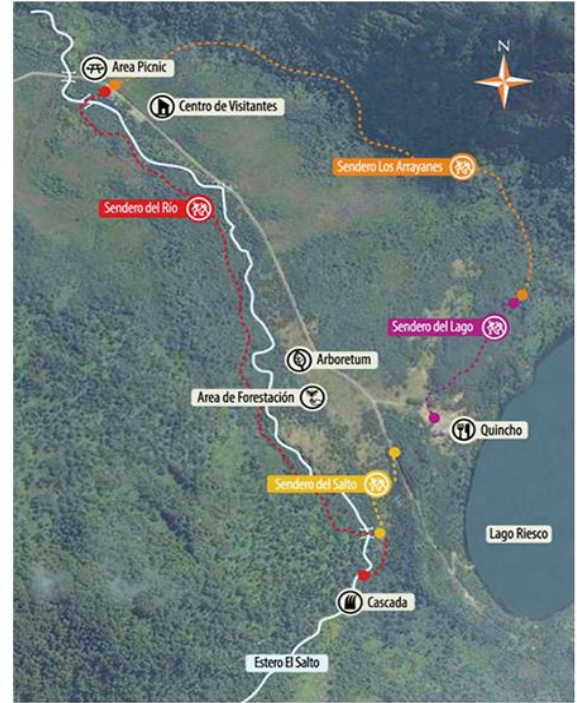 Area Picnic
N
Centro de Visitantes
Sendero Los Arrayanes
Sendero del Río
Sendero del Lago
Arboretum
Area de Forestación
Quincho
Sendero del Salto
Lago Riesco
Cascada
Estero El Salto